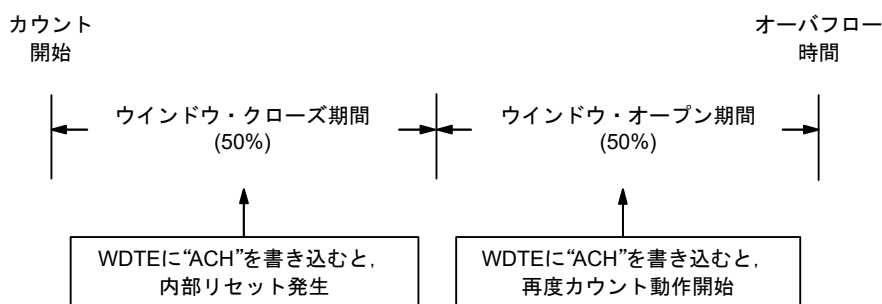 カウント
開始
オーバフロー
時間
ウインドウ・クローズ期間
(50%)
ウインドウ・オープン期間
(50%)
WDTEに“ACH”を書き込むと,
内部リセット発生
WDTEに“ACH”を書き込むと,
再度カウント動作開始